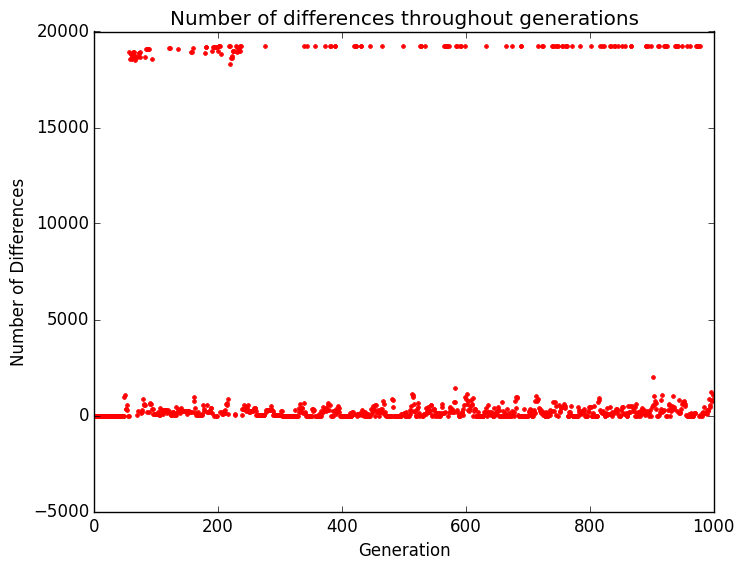 Number of differences throughout generations
20000
15000
10000
5000
0
−5000
Number of Differences
0 200 400 600 800 1000
Generation